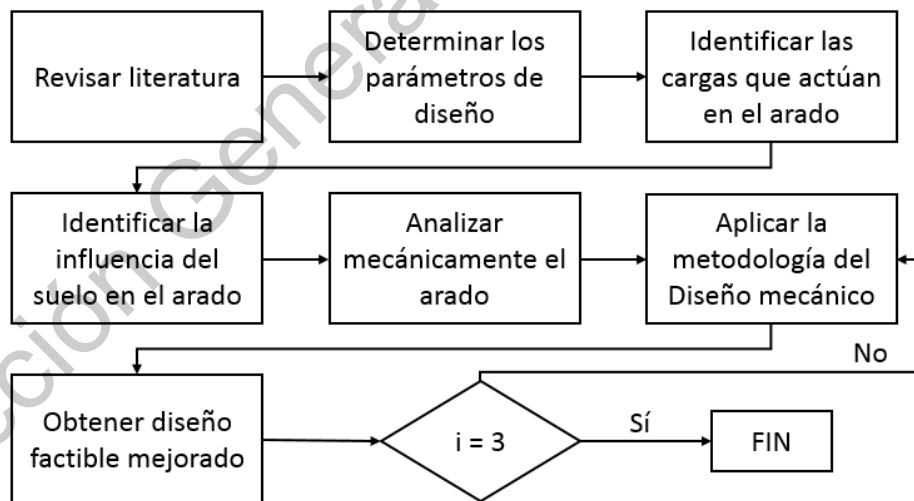 Revisar literatura
Determinar los
parámetros de
diseño
Identificar las
cargas que actúan
en el arado
Identificar la
influencia del
suelo en el arado
Analizar
mecánicamente el
arado
Aplicar la
metodología del
Diseño mecánico
Obtener diseño
factible mejorado
i = 3
Sí
No
FIN
cción Genera